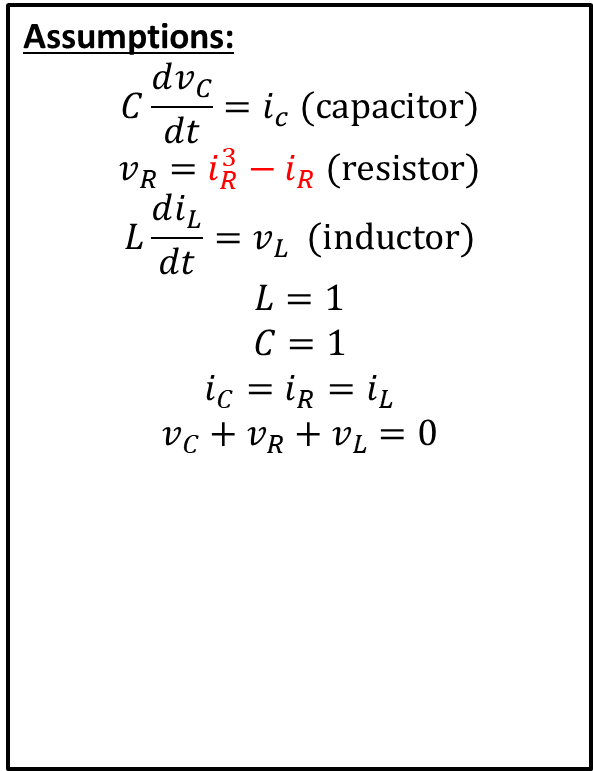 Assumptions:
C dv_C/dt = i_c (capacitor)
v_R = i_R^3 − i_R (resistor)
L di_L/dt = v_L (inductor)
L = 1
C = 1
i_C = i_R = i_L
v_C + v_R + v_L = 0